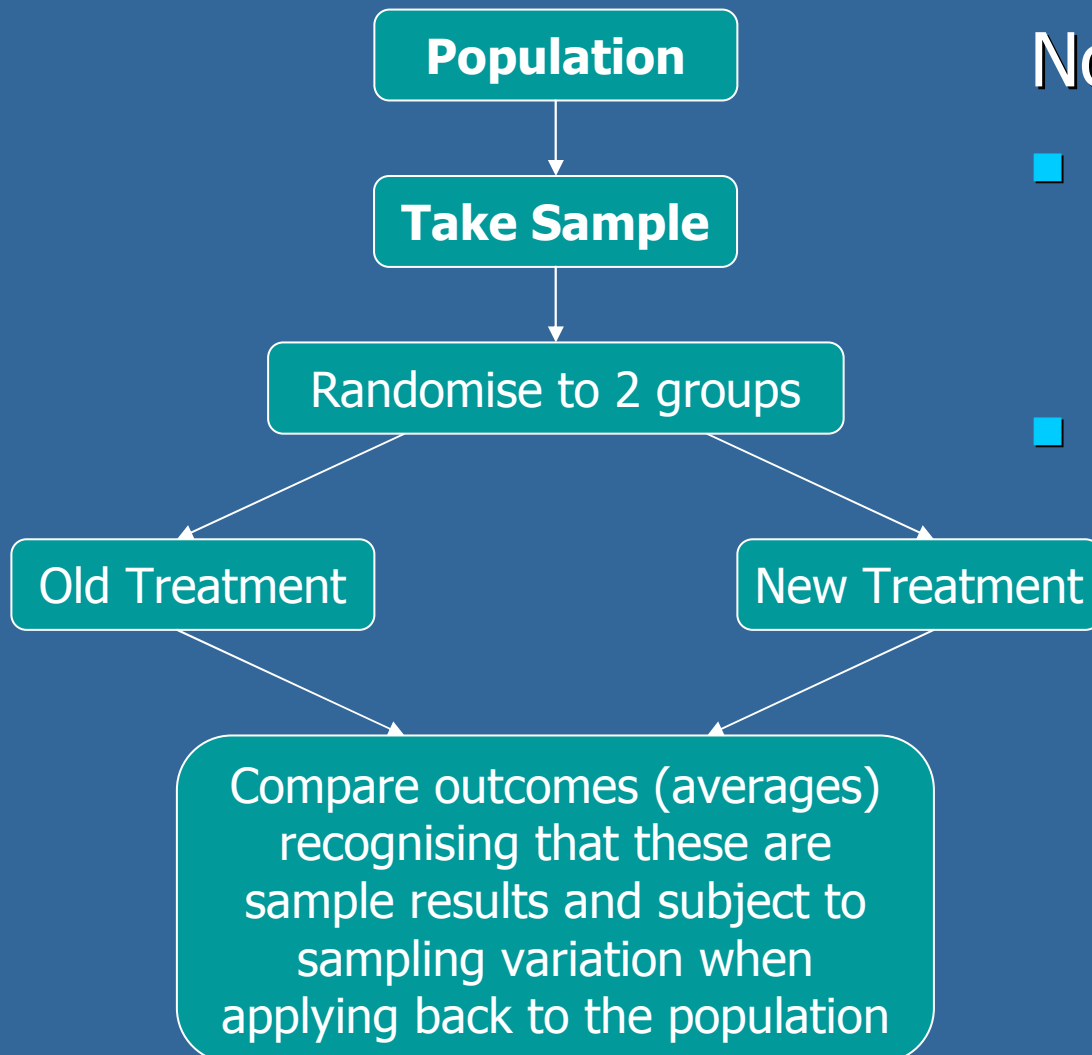 Population
Take Sample
Randomise to 2 groups
Old Treatment
New Treatment
Compare outcomes (averages)
recognising that these are
sample results and subject to
sampling variation when
applying back to the population